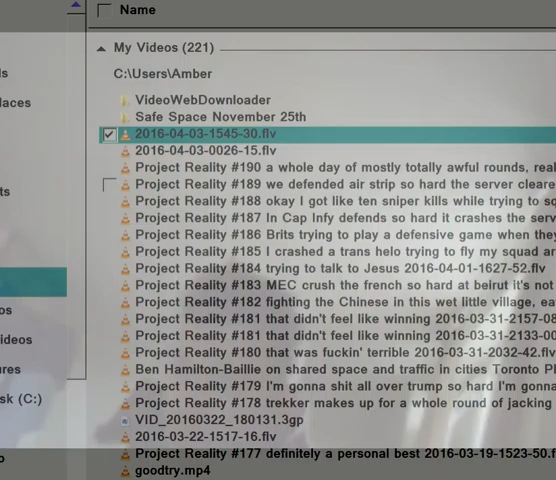 Name
My Videos (221)
C:\Users\Amber
ls
laces
VideoWebDownloader
Safe Space November 25th
2016-04-03-1545-30.flv
2016-04-03-0026-15.flv
Project Reality #190 a whole day of mostly totally awful rounds, real
ts
Project Reality #189 we defended air strip so hard the server cleare
Project Reality #188 okay I got like ten sniper kills while trying to sq
Project Reality #187 In Cap Infy defends so hard it crashes the serv
Project Reality #186 Brits trying to play a defensive game when they
Project Reality #185 I crashed a trans helo trying to fly my squad ar
Project Reality #184 trying to talk to Jesus 2016-04-01-1627-52.flv
Project Reality #183 MEC crush the french so hard at beirut it's not
Project Reality #182 fighting the Chinese in this wet little village, ea
os
Project Reality #181 that didn't feel like winning 2016-03-31-2157-08
Project Reality #181 that didn't feel like winning 2016-03-31-2133-00
ideos
Project Reality #180 that was fuckin' terrible 2016-03-31-2032-42.flv
ures
Ben Hamilton-Baillie on shared space and traffic in cities Toronto Pl
Project Reality #179 I'm gonna shit all over trump so hard I'm gonna
sk (C:)
Project Reality #178 trekker makes up for a whole round of jacking
VID_20160322_180131.3gp
2016-03-22-1517-16.flv
o
Project Reality #177 definitely a personal best 2016-03-19-1523-50.f
goodtry.mp4